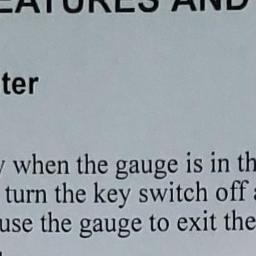 EATURES AND
ter
when the gauge is in th
turn the key switch off
use the gauge to exit the